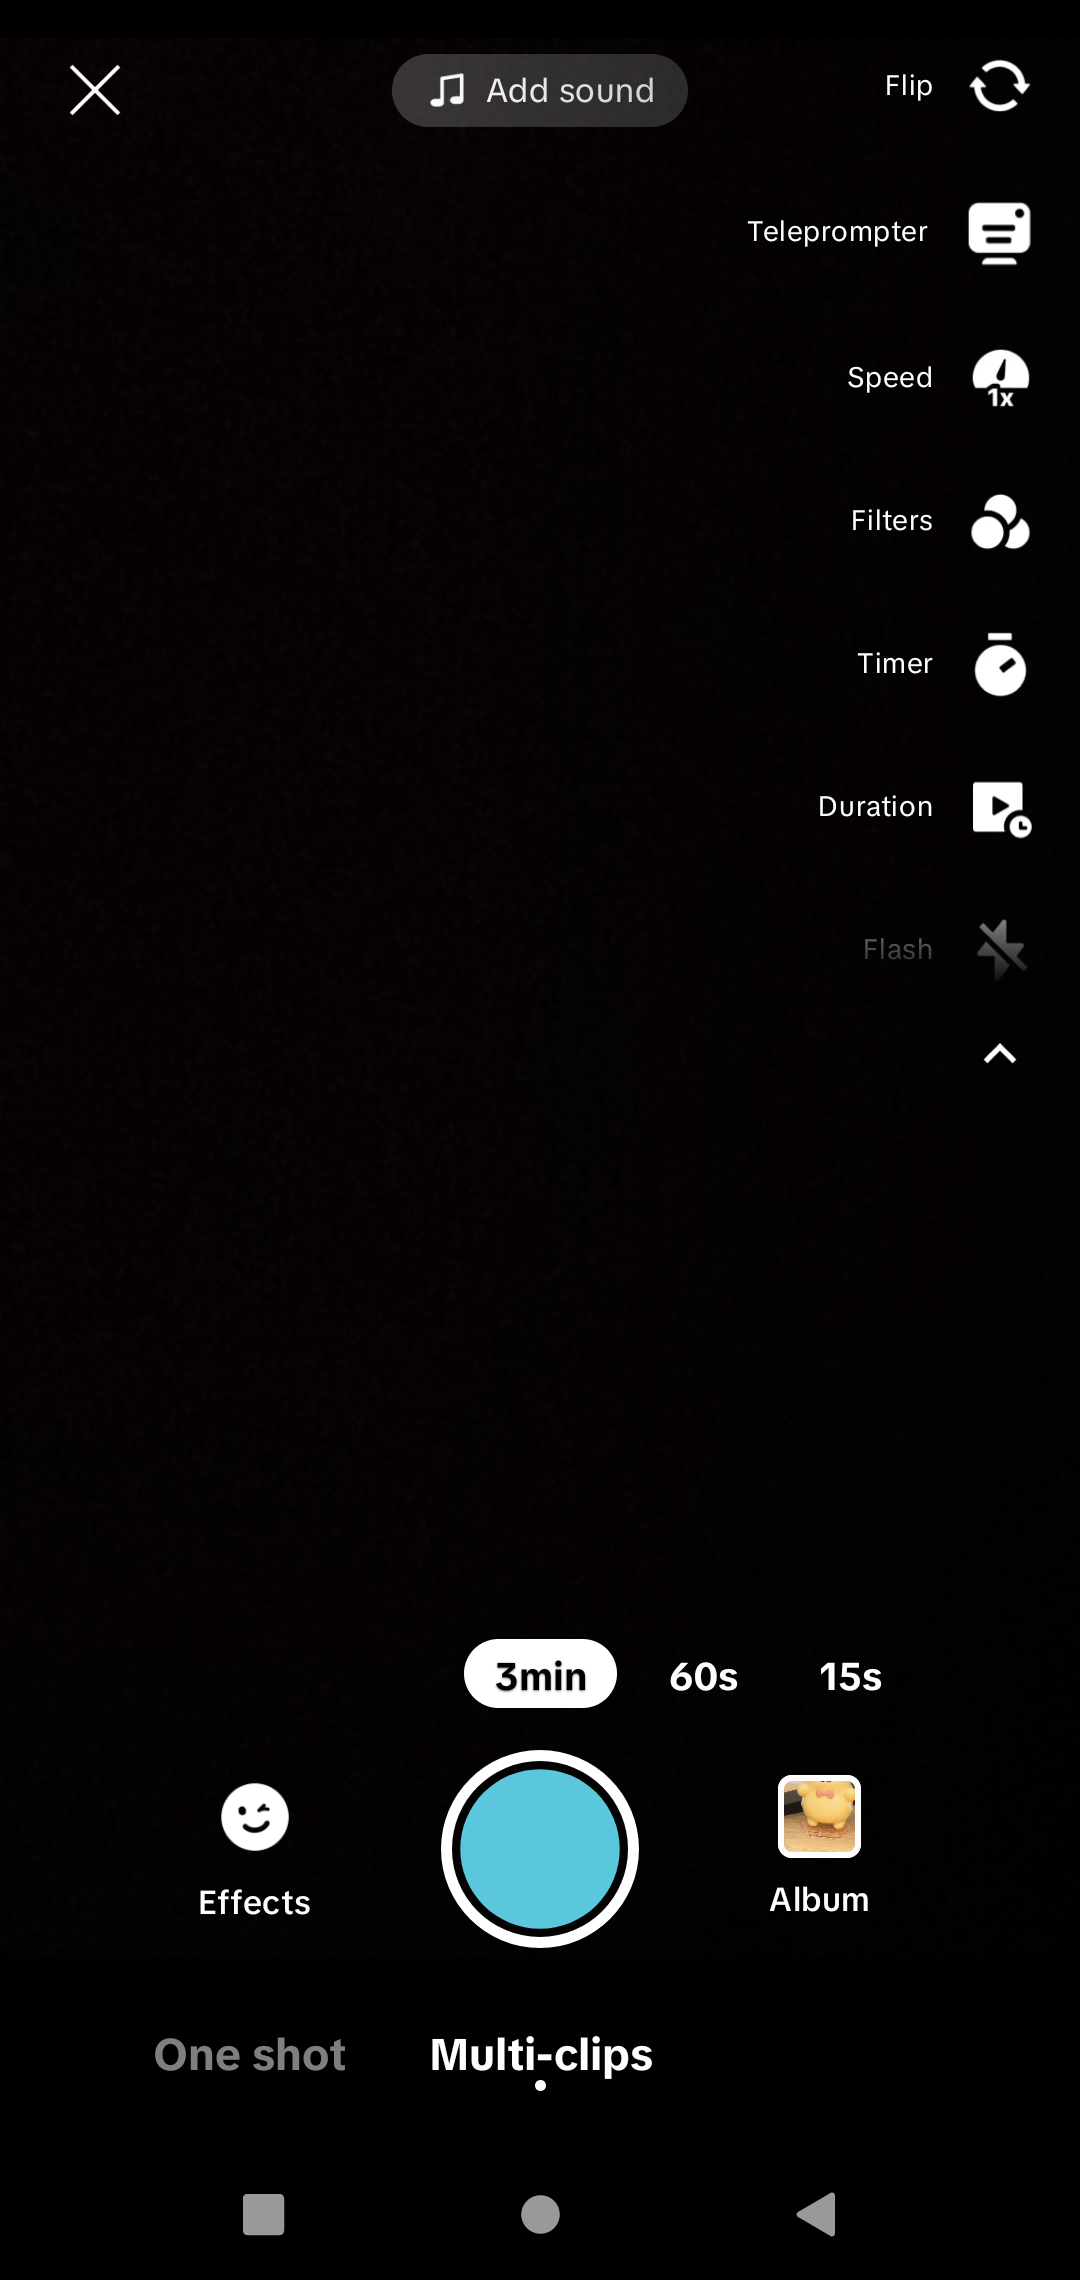 Add sound
Flip
Teleprompter
Speed
1x
Filters
Timer
Duration
Flash
3min 60s 15s
Effects
Album
One shot Multi-clips